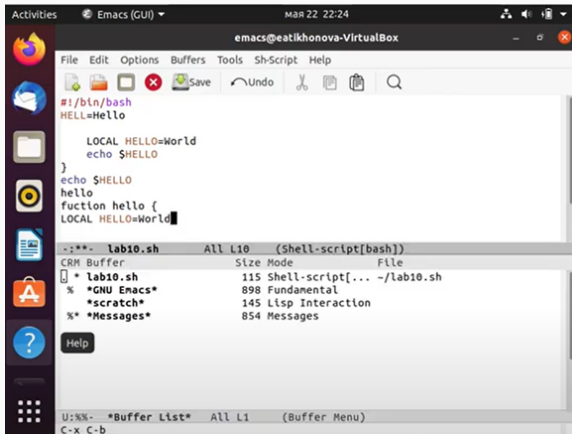 Activities Emacs (GUI) мая 22 22:24
emacs@eatikhonova-VirtualBox
File Edit Options Buffers Tools Sh-Script Help
Save Undo
#!/bin/bash
HELL=Hello
LOCAL HELLO=World
echo $HELLO
}
echo $HELLO
hello
fuction hello {
LOCAL HELLO=World
-:**- lab10.sh All L10 (Shell-script[bash])
CRM Buffer Size Mode File
. * lab10.sh 115 Shell-script[... ~/lab10.sh
% *GNU Emacs* 898 Fundamental
*scratch* 145 Lisp Interaction
%* *Messages* 854 Messages
Help
U:%%- *Buffer List* All L1 (Buffer Menu)
C-x C-b